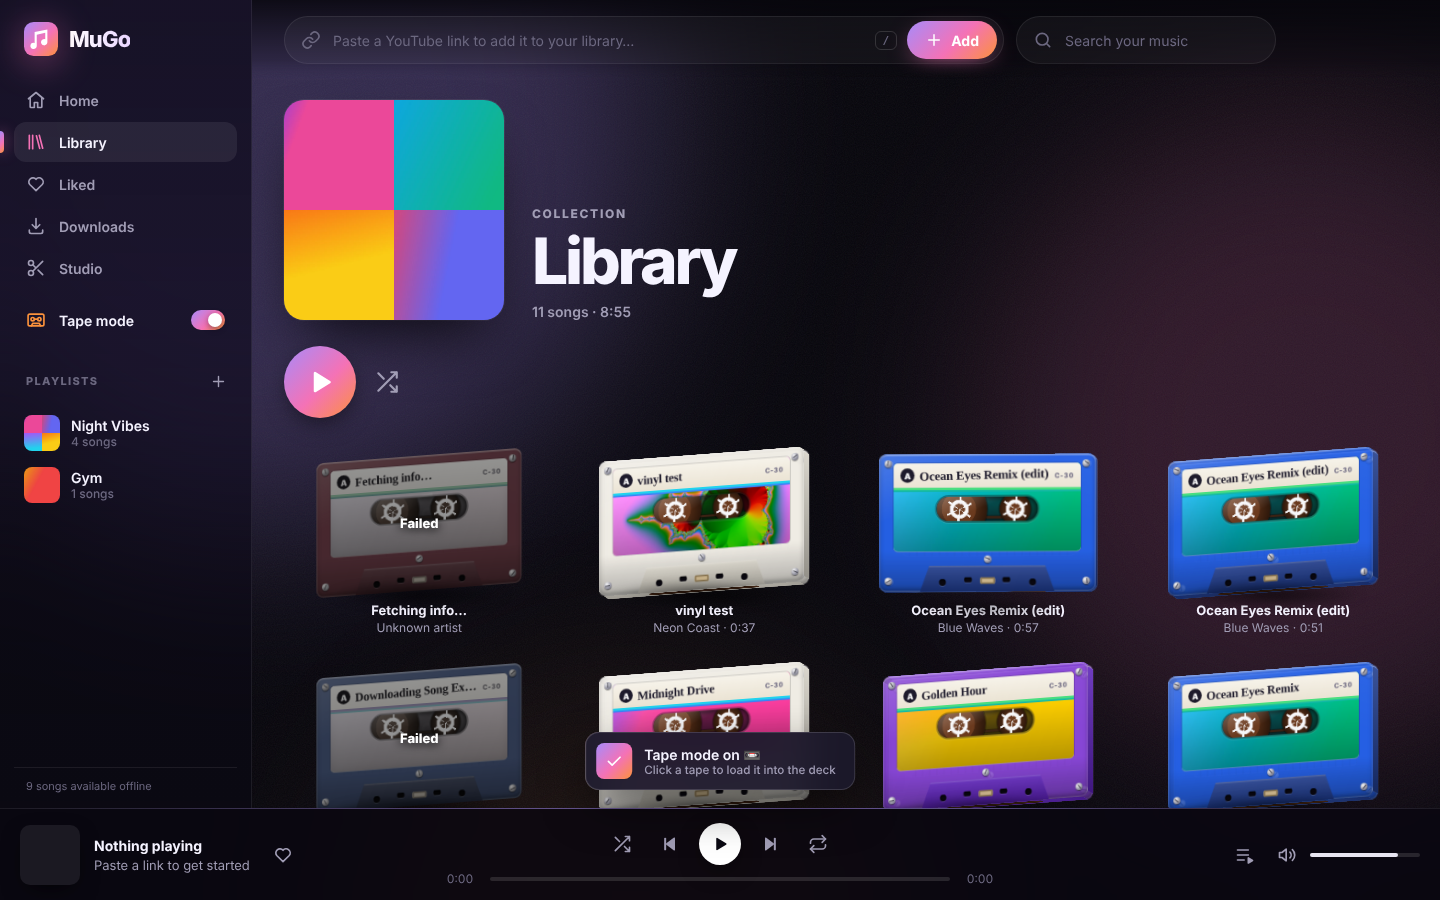 MuGo
Paste a YouTube link to add it to your library...
/
Add
Search your music
Home
Library
Liked
Downloads
Studio
Tape mode
PLAYLISTS
Night Vibes
4 songs
Gym
1 songs
9 songs available offline
COLLECTION
Library
11 songs · 8:55
A Fetching info... C-30
Failed
Fetching info...
Unknown artist
A vinyl test C-30
vinyl test
Neon Coast · 0:37
A Ocean Eyes Remix (edit) C-30
Ocean Eyes Remix (edit)
Blue Waves · 0:57
A Ocean Eyes Remix (edit) C-30
Ocean Eyes Remix (edit)
Blue Waves · 0:51
A Downloading Song Ex... C-30
Failed
A Midnight Drive C-30
A Golden Hour C-30
A Ocean Eyes Remix C-30
Tape mode on
Click a tape to load it into the deck
Nothing playing
Paste a link to get started
0:00
0:00